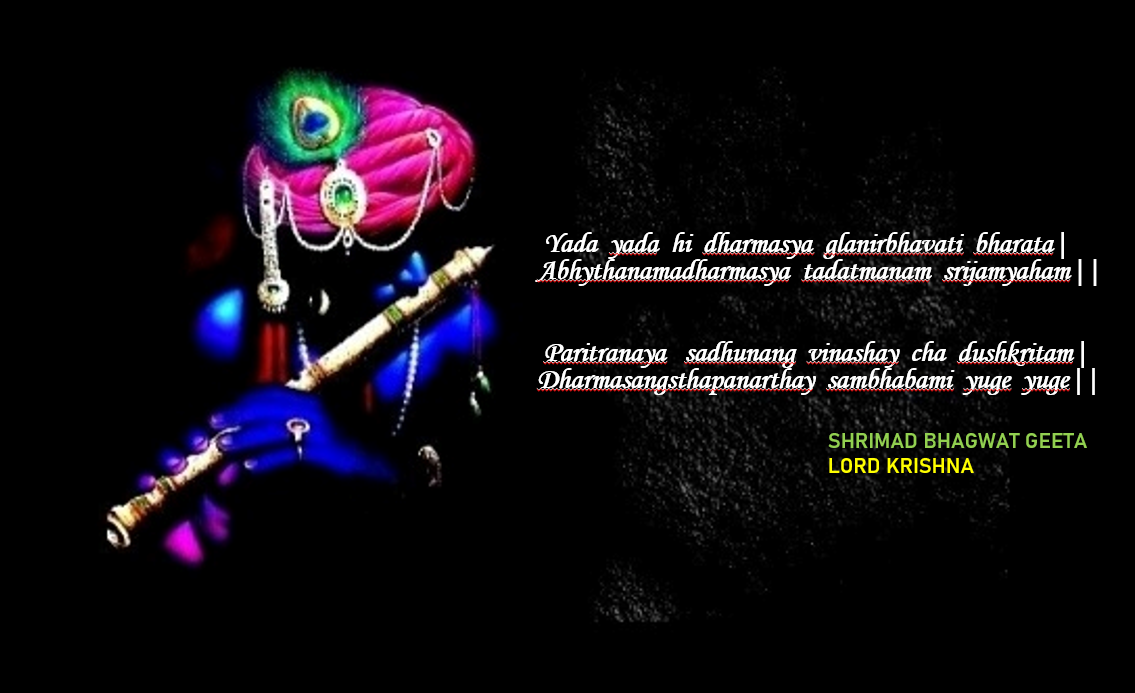 Yada yada hi dharmasya glanirbhavati bharata|
Abhythanamadharmasya tadatmanam srijamyaham||
Paritranaya sadhunang vinashay cha dushkritam|
Dharmasangsthapanarthay sambhabami yuge yuge||
SHRIMAD BHAGWAT GEETA
LORD KRISHNA